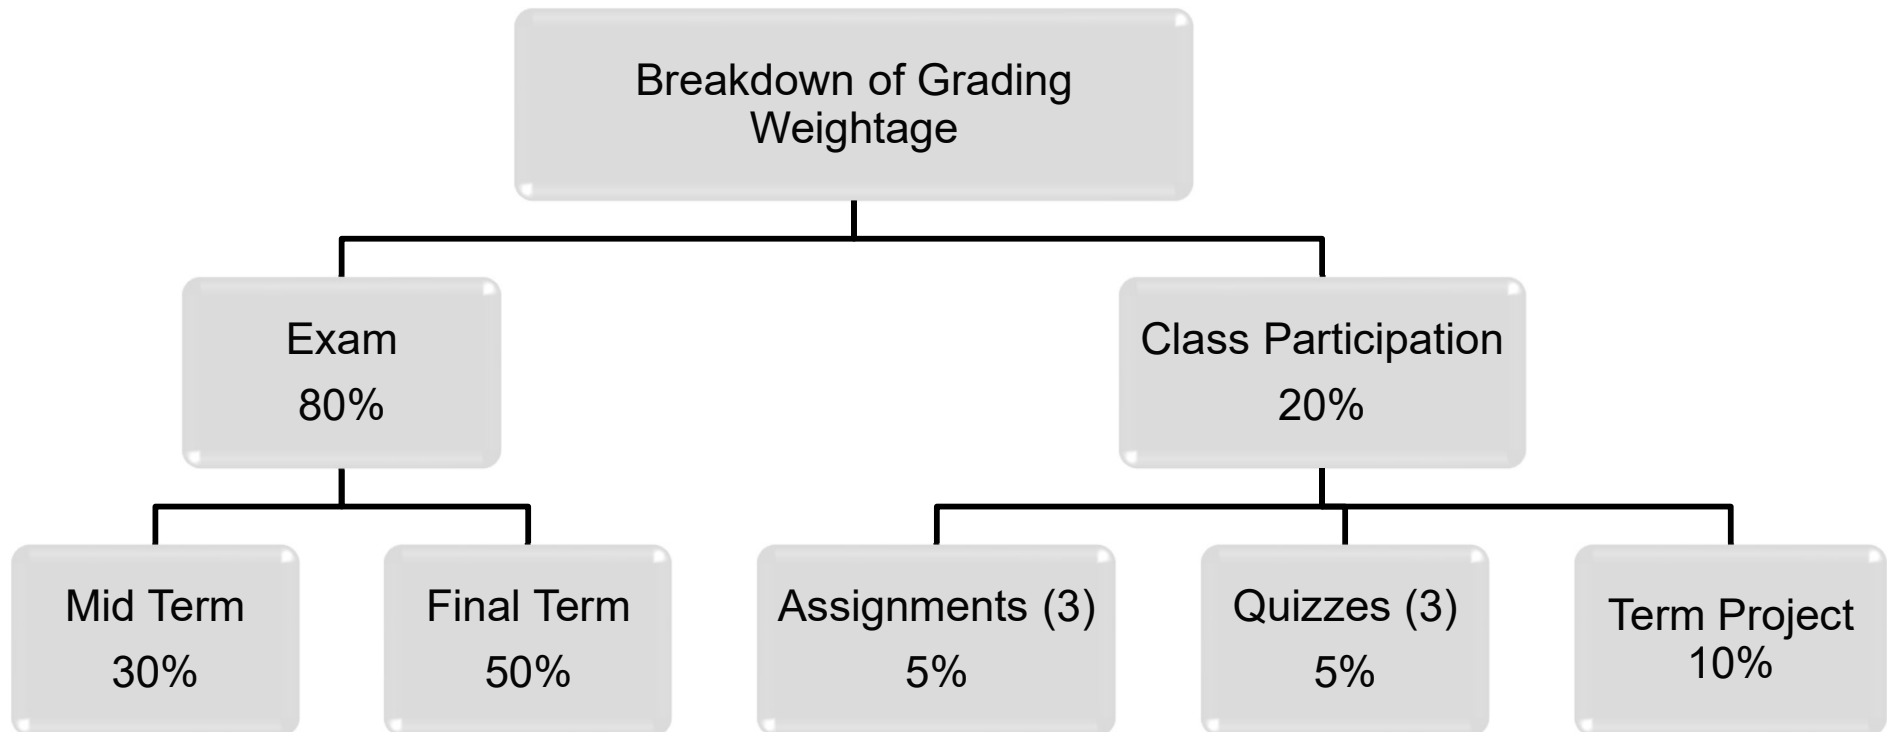 Breakdown of Grading
Weightage
Exam
80%
Class Participation
20%
Mid Term
30%
Final Term
50%
Assignments (3)
5%
Quizzes (3)
5%
Term Project
10%